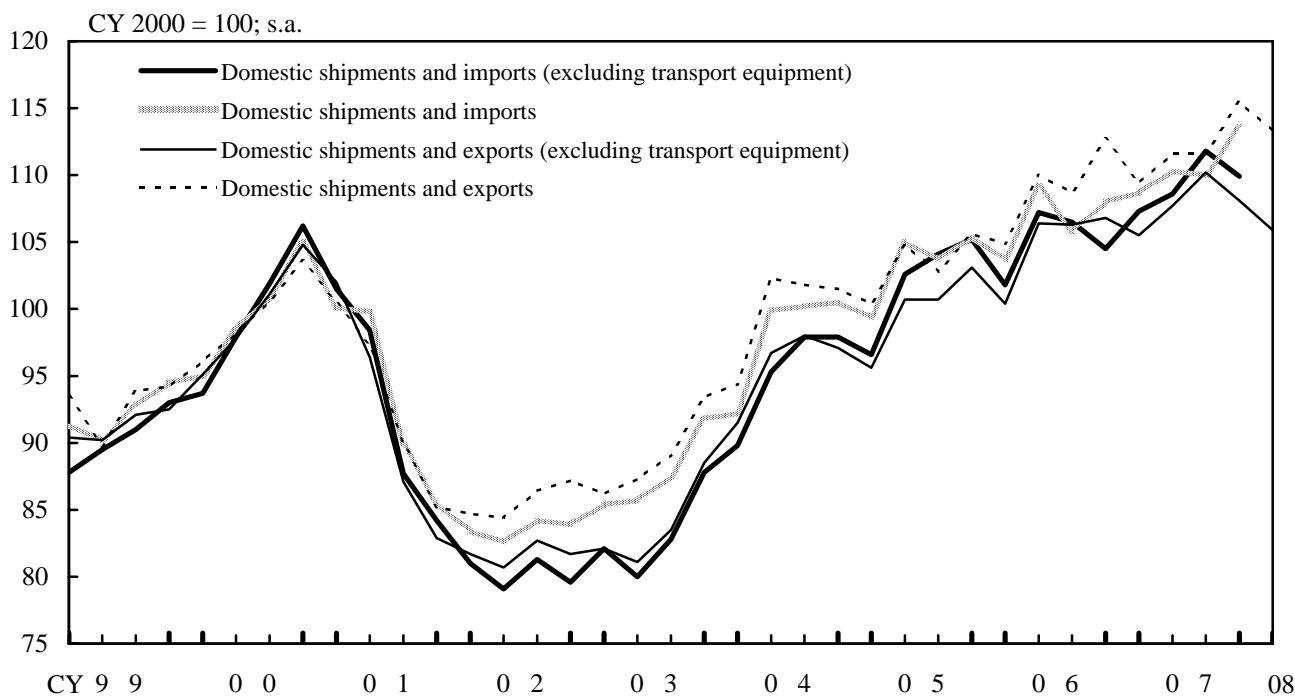 CY 2000 = 100; s.a.
120
Domestic shipments and imports (excluding transport equipment)
115
Domestic shipments and imports
Domestic shipments and exports (excluding transport equipment)
110
Domestic shipments and exports
105
100
95
90
85
80
75
CY 9 9 0 0 0 1 0 2 0 3 0 4 0 5 0 6 0 7 08